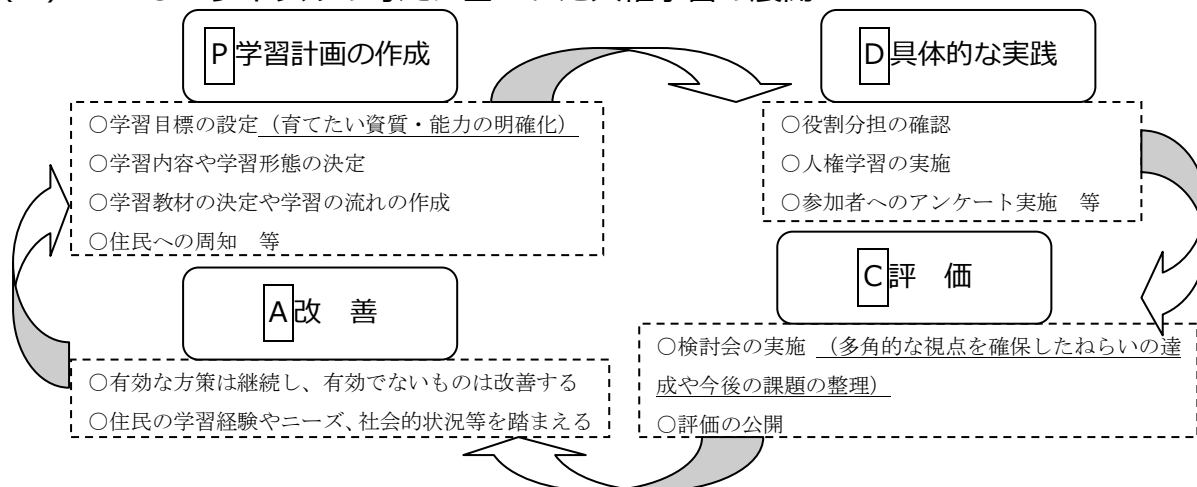 P学習計画の作成
○学習目標の設定（育てたい資質・能力の明確化）
○学習内容や学習形態の決定
○学習教材の決定や学習の流れの作成
○住民への周知　等
D具体的な実践
○役割分担の確認
○人権学習の実施
○参加者へのアンケート実施　等
C評　価
○検討会の実施　（多角的な視点を確保したねらいの達
成や今後の課題の整理）
○評価の公開
A改　善
○有効な方策は継続し、有効でないものは改善する
○住民の学習経験やニーズ、社会的状況等を踏まえる